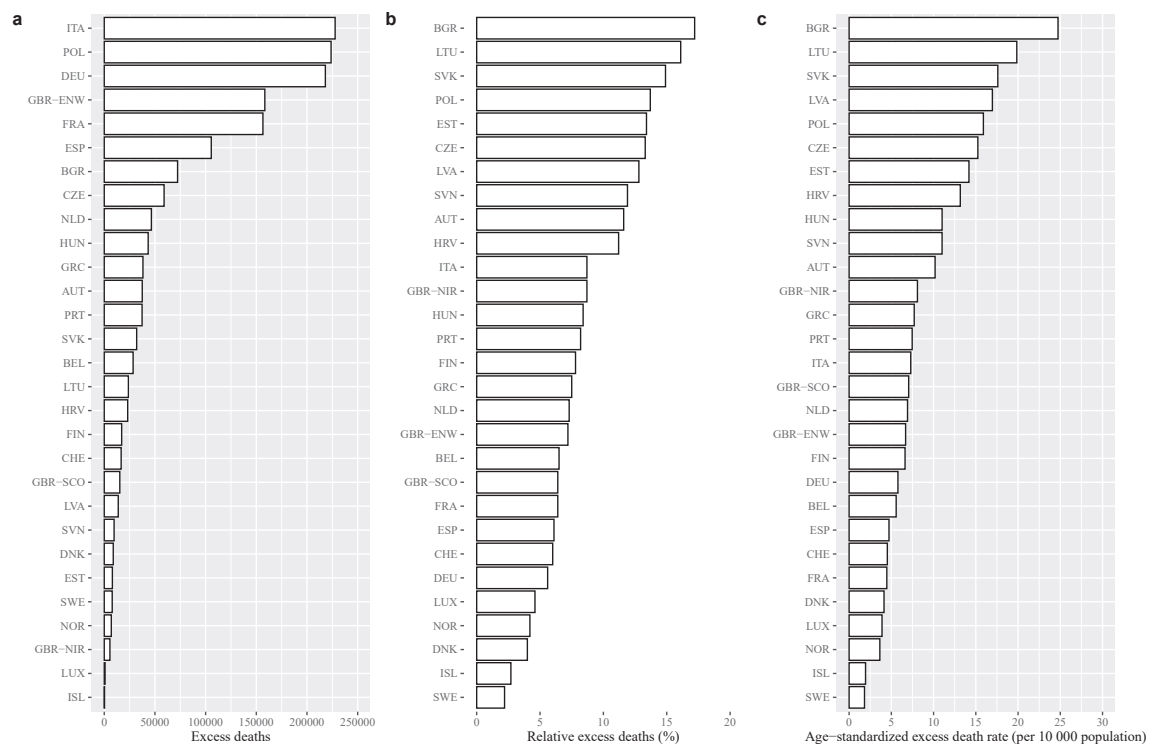 a
ITA
POL
DEU
GBR−ENW
FRA
ESP
BGR
CZE
NLD
HUN
GRC
AUT
PRT
SVK
BEL
LTU
HRV
FIN
CHE
GBR−SCO
LVA
SVN
DNK
EST
SWE
NOR
GBR−NIR
LUX
ISL
0 50000 100000 150000 200000 250000
Excess deaths
b
BGR
LTU
SVK
POL
EST
CZE
LVA
SVN
AUT
HRV
ITA
GBR−NIR
HUN
PRT
FIN
GRC
NLD
GBR−ENW
BEL
GBR−SCO
FRA
ESP
CHE
DEU
LUX
NOR
DNK
ISL
SWE
0 5 10 15 20
Relative excess deaths (%)
c
BGR
LTU
SVK
LVA
POL
CZE
EST
HRV
HUN
SVN
AUT
GBR−NIR
GRC
PRT
ITA
GBR−SCO
NLD
GBR−ENW
FIN
DEU
BEL
ESP
CHE
FRA
DNK
LUX
NOR
ISL
SWE
0 5 10 15 20 25 30
Age−standardized excess death rate (per 10 000 population)